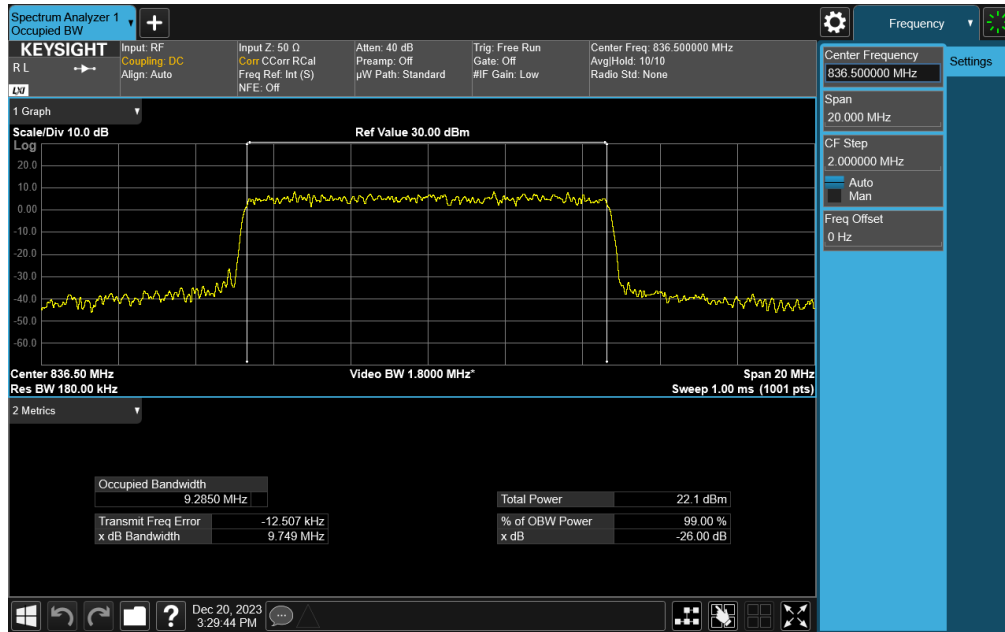 Spectrum Analyzer 1
Occupied BW
Frequency
KEYSIGHT
R L
LXI
Input: RF
Coupling: DC
Align: Auto
Input Z: 50 Ω
Corr CCorr RCal
Freq Ref: Int (S)
NFE: Off
Atten: 40 dB
Preamp: Off
µW Path: Standard
Trig: Free Run
Gate: Off
#IF Gain: Low
Center Freq: 836.500000 MHz
Avg|Hold: 10/10
Radio Std: None
Center Frequency
836.500000 MHz
Settings
Span
20.000 MHz
CF Step
2.000000 MHz
Auto
Man
Freq Offset
0 Hz
1 Graph
Scale/Div 10.0 dB
Ref Value 30.00 dBm
Log
20.0
10.0
0.00
-10.0
-20.0
-30.0
-40.0
-50.0
-60.0
Center 836.50 MHz
Video BW 1.8000 MHz*
Span 20 MHz
Res BW 180.00 kHz
Sweep 1.00 ms (1001 pts)
2 Metrics
Occupied Bandwidth
9.2850 MHz
Total Power 22.1 dBm
Transmit Freq Error -12.507 kHz
% of OBW Power 99.00 %
x dB Bandwidth 9.749 MHz
x dB -26.00 dB
?
Dec 20, 2023
3:29:44 PM